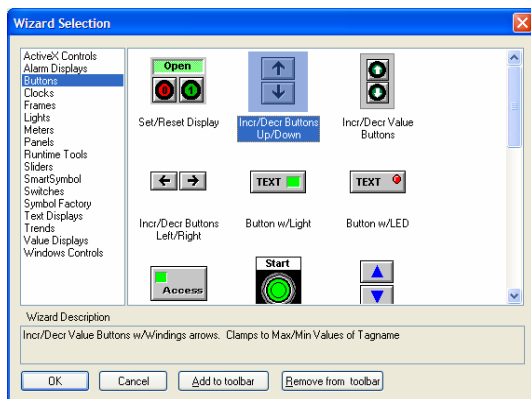 Wizard Selection
ActiveX Controls
Alarm Displays
Buttons
Clocks
Frames
Lights
Meters
Panels
Runtime Tools
Sliders
SmartSymbol
Switches
Symbol Factory
Text Displays
Trends
Value Displays
Windows Controls
Open
0 1
Set/Reset Display
Incr/Decr Buttons
Up/Down
Incr/Decr Value
Buttons
Incr/Decr Buttons
Left/Right
TEXT
Button w/Light
TEXT
Button w/LED
Access
Start
Wizard Description
Incr/Decr Value Buttons w/Windings arrows.  Clamps to Max/Min Values of Tagname
OK
Cancel
Add to toolbar
Remove from toolbar